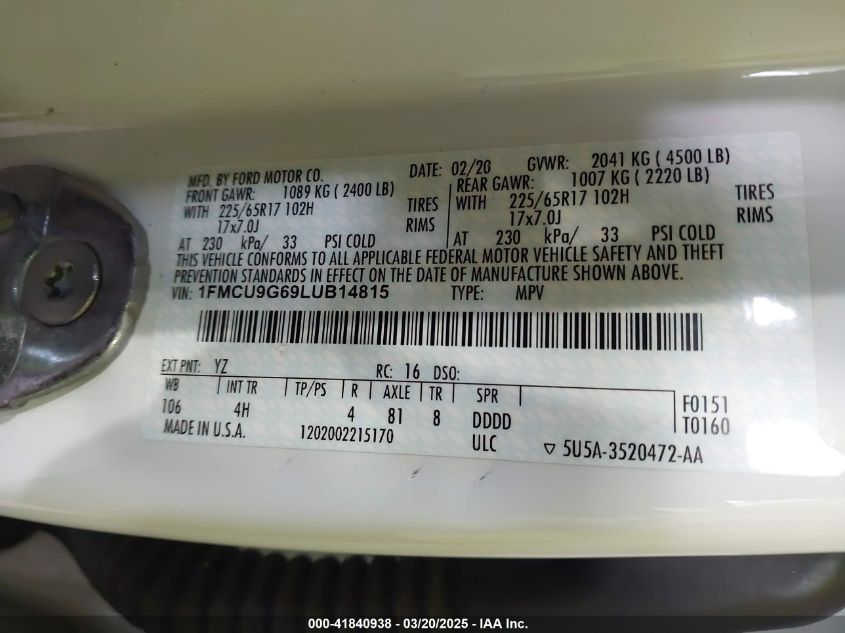 MFD. BY FORD MOTOR CO. DATE: 02/20 GVWR: 2041 KG ( 4500 LB)
FRONT GAWR: 1089 KG ( 2400 LB) REAR GAWR: 1007 KG ( 2220 LB)
WITH 225/65R17 102H TIRES WITH 225/65R17 102H TIRES
17x7.0J RIMS 17x7.0J RIMS
AT 230 kPa/ 33 PSI COLD AT 230 kPa/ 33 PSI COLD
THIS VEHICLE CONFORMS TO ALL APPLICABLE FEDERAL MOTOR VEHICLE SAFETY AND THEFT
PREVENTION STANDARDS IN EFFECT ON THE DATE OF MANUFACTURE SHOWN ABOVE.
VIN: 1FMCU9G69LUB14815 TYPE: MPV
EXT PNT: YZ RC: 16 DSO:
WB INT TR TP/PS R AXLE TR SPR
106 4H 4 81 8 DDDD F0151
MADE IN U.S.A. 1202002215170 ULC T0160
▽ 5U5A-3520472-AA
000-41840938 - 03/20/2025 - IAA Inc.